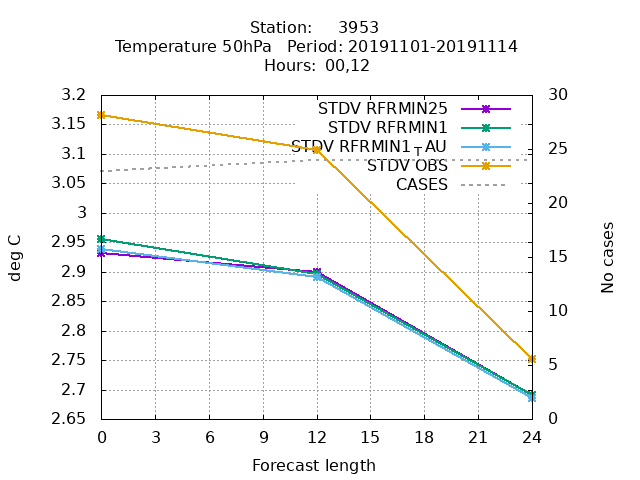 Station:     3953
Temperature 50hPa   Period: 20191101-20191114
Hours: 00,12
3.2
3.15
3.1
3.05
3
2.95
2.9
2.85
2.8
2.75
2.7
2.65
deg C
STDV RFRMIN25
STDV RFRMIN1
STDV RFRMIN1TAU
STDV OBS
CASES
30
25
20
15
10
5
0
No cases
0 3 6 9 12 15 18 21 24
Forecast length